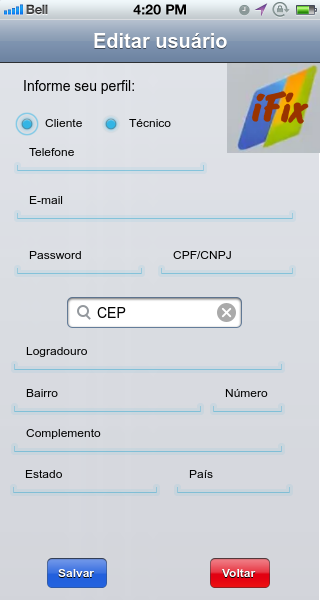 Bell 4:20 PM
Editar usuário
Informe seu perfil:
iFix
Cliente Técnico
Telefone
E-mail
Password CPF/CNPJ
CEP
Logradouro
Bairro Número
Complemento
Estado País
Salvar Voltar